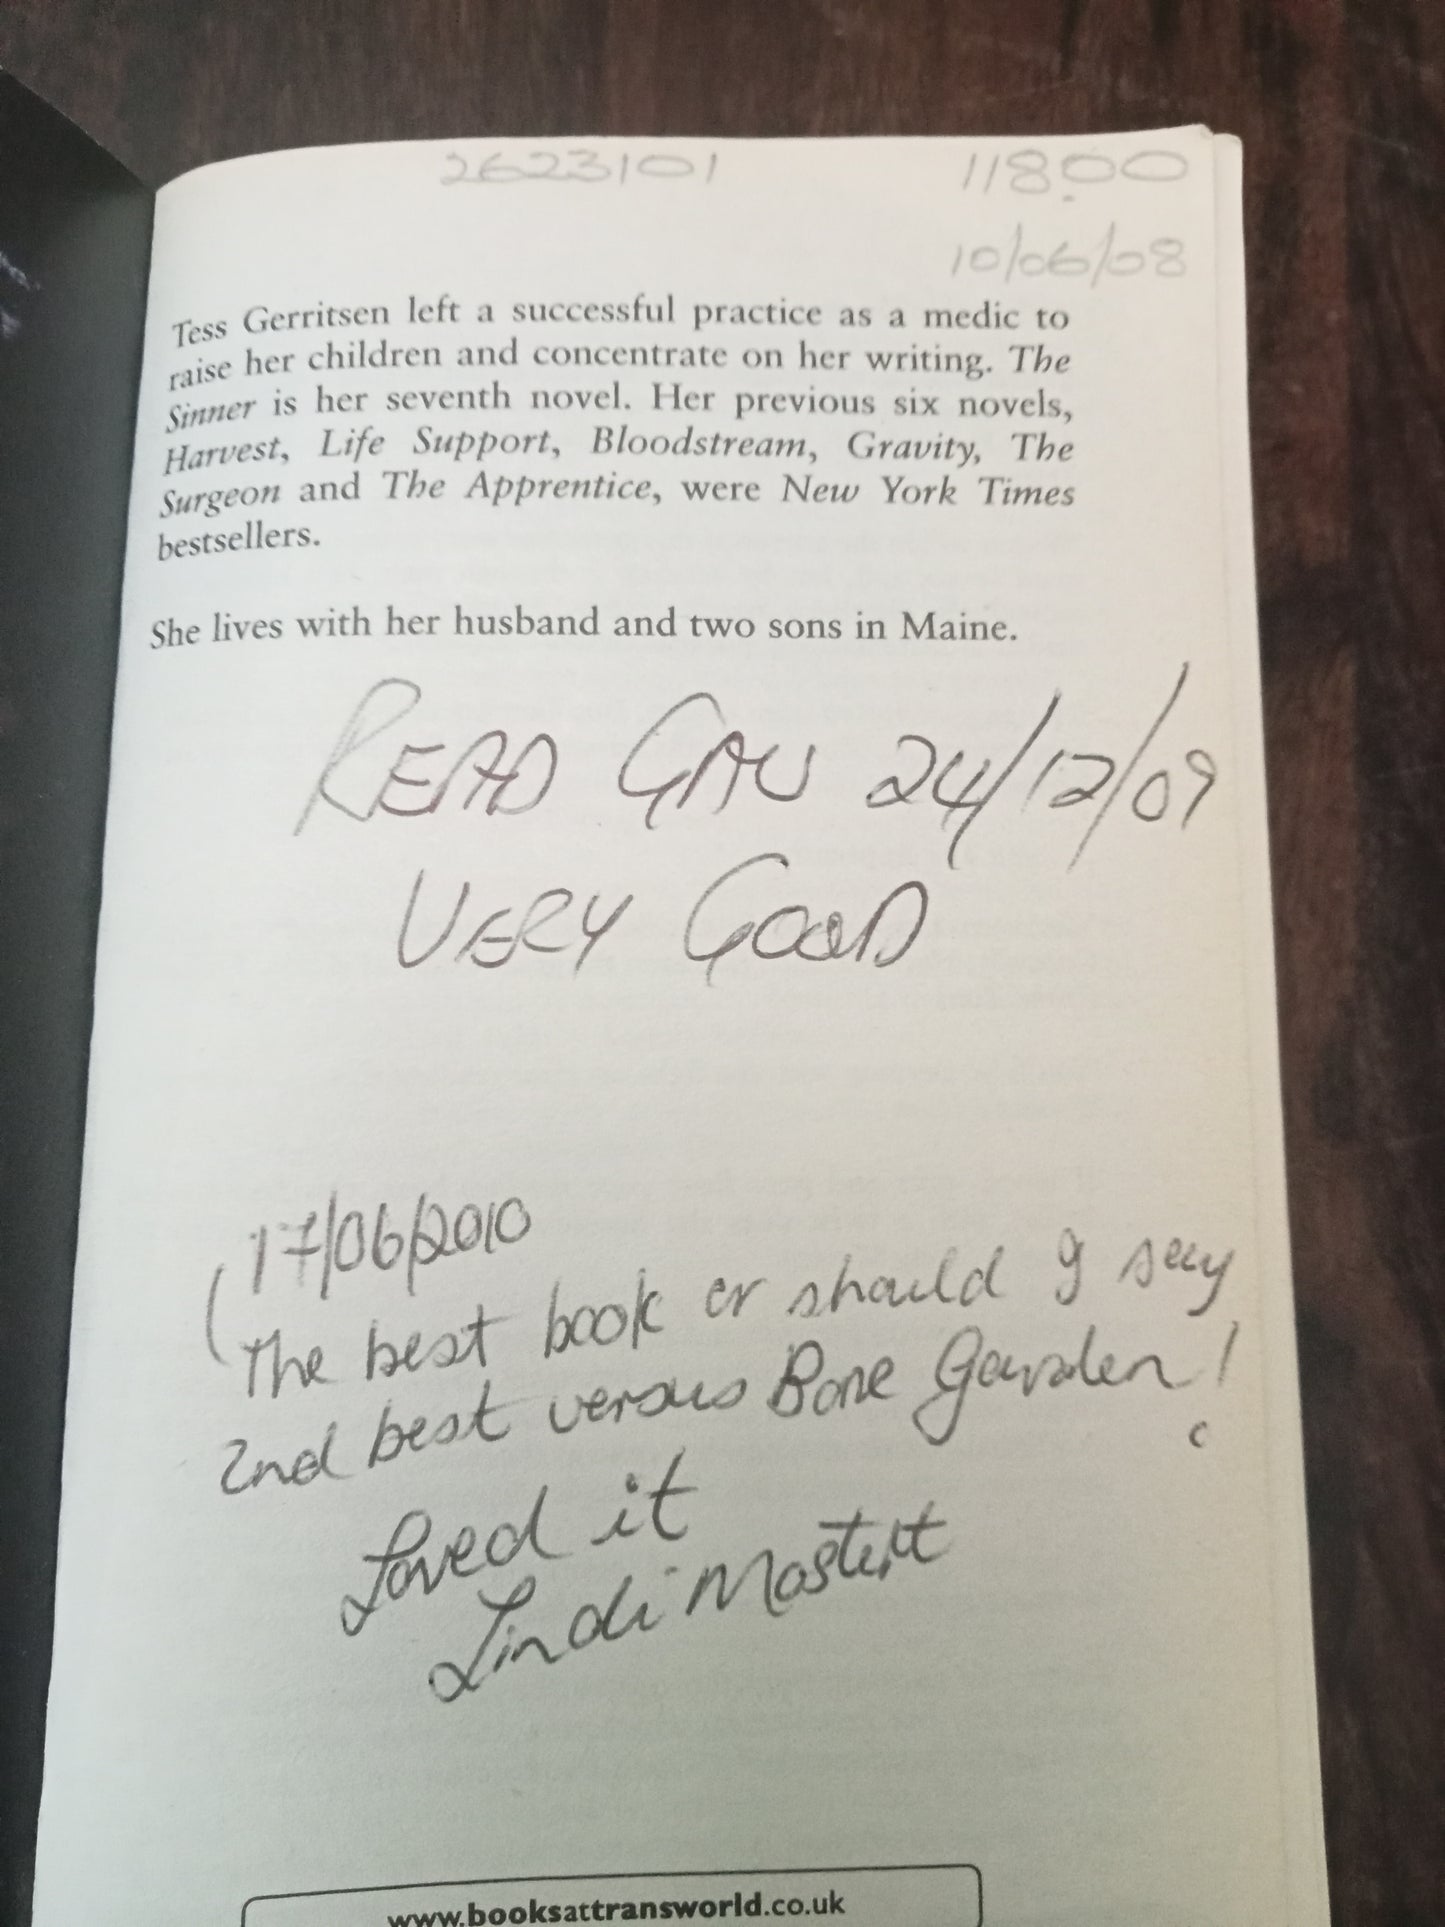 2623101 118.00
10/06/08
Tess Gerritsen left a successful practice as a medic to
raise her children and concentrate on her writing. The
Sinner is her seventh novel. Her previous six novels,
Harvest, Life Support, Bloodstream, Gravity, The
Surgeon and The Apprentice, were New York Times
bestsellers.
She lives with her husband and two sons in Maine.
READ GAU 24/12/09
VERY GOOD
17/06/2010
(The best book or should I say
2nd best versus Bone Garden!
Loved it
Lindi Mostert
www.booksattransworld.co.uk